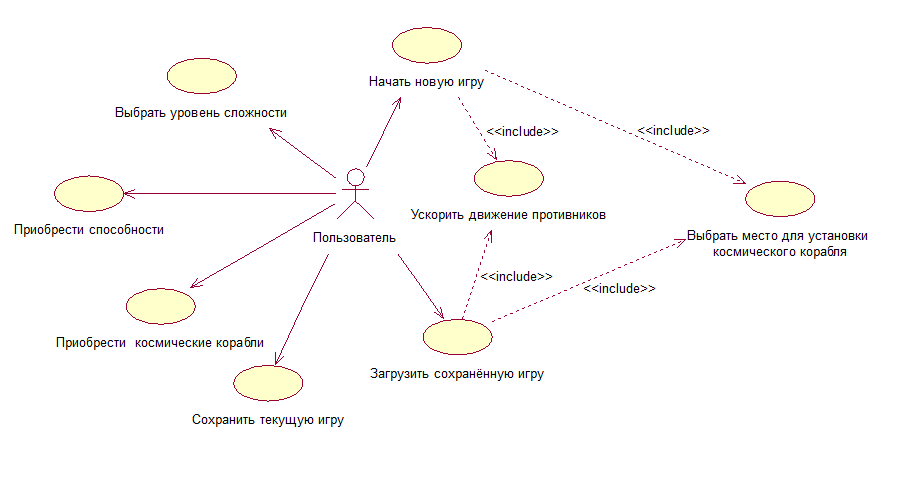 Начать новую игру
Выбрать уровень сложности
<<include>>
<<include>>
Ускорить движение противников
Приобрести способности
Пользователь
Выбрать место для установки
космического корабля
<<include>>
<<include>>
Приобрести космические корабли
Загрузить сохранённую игру
Сохранить текущую игру